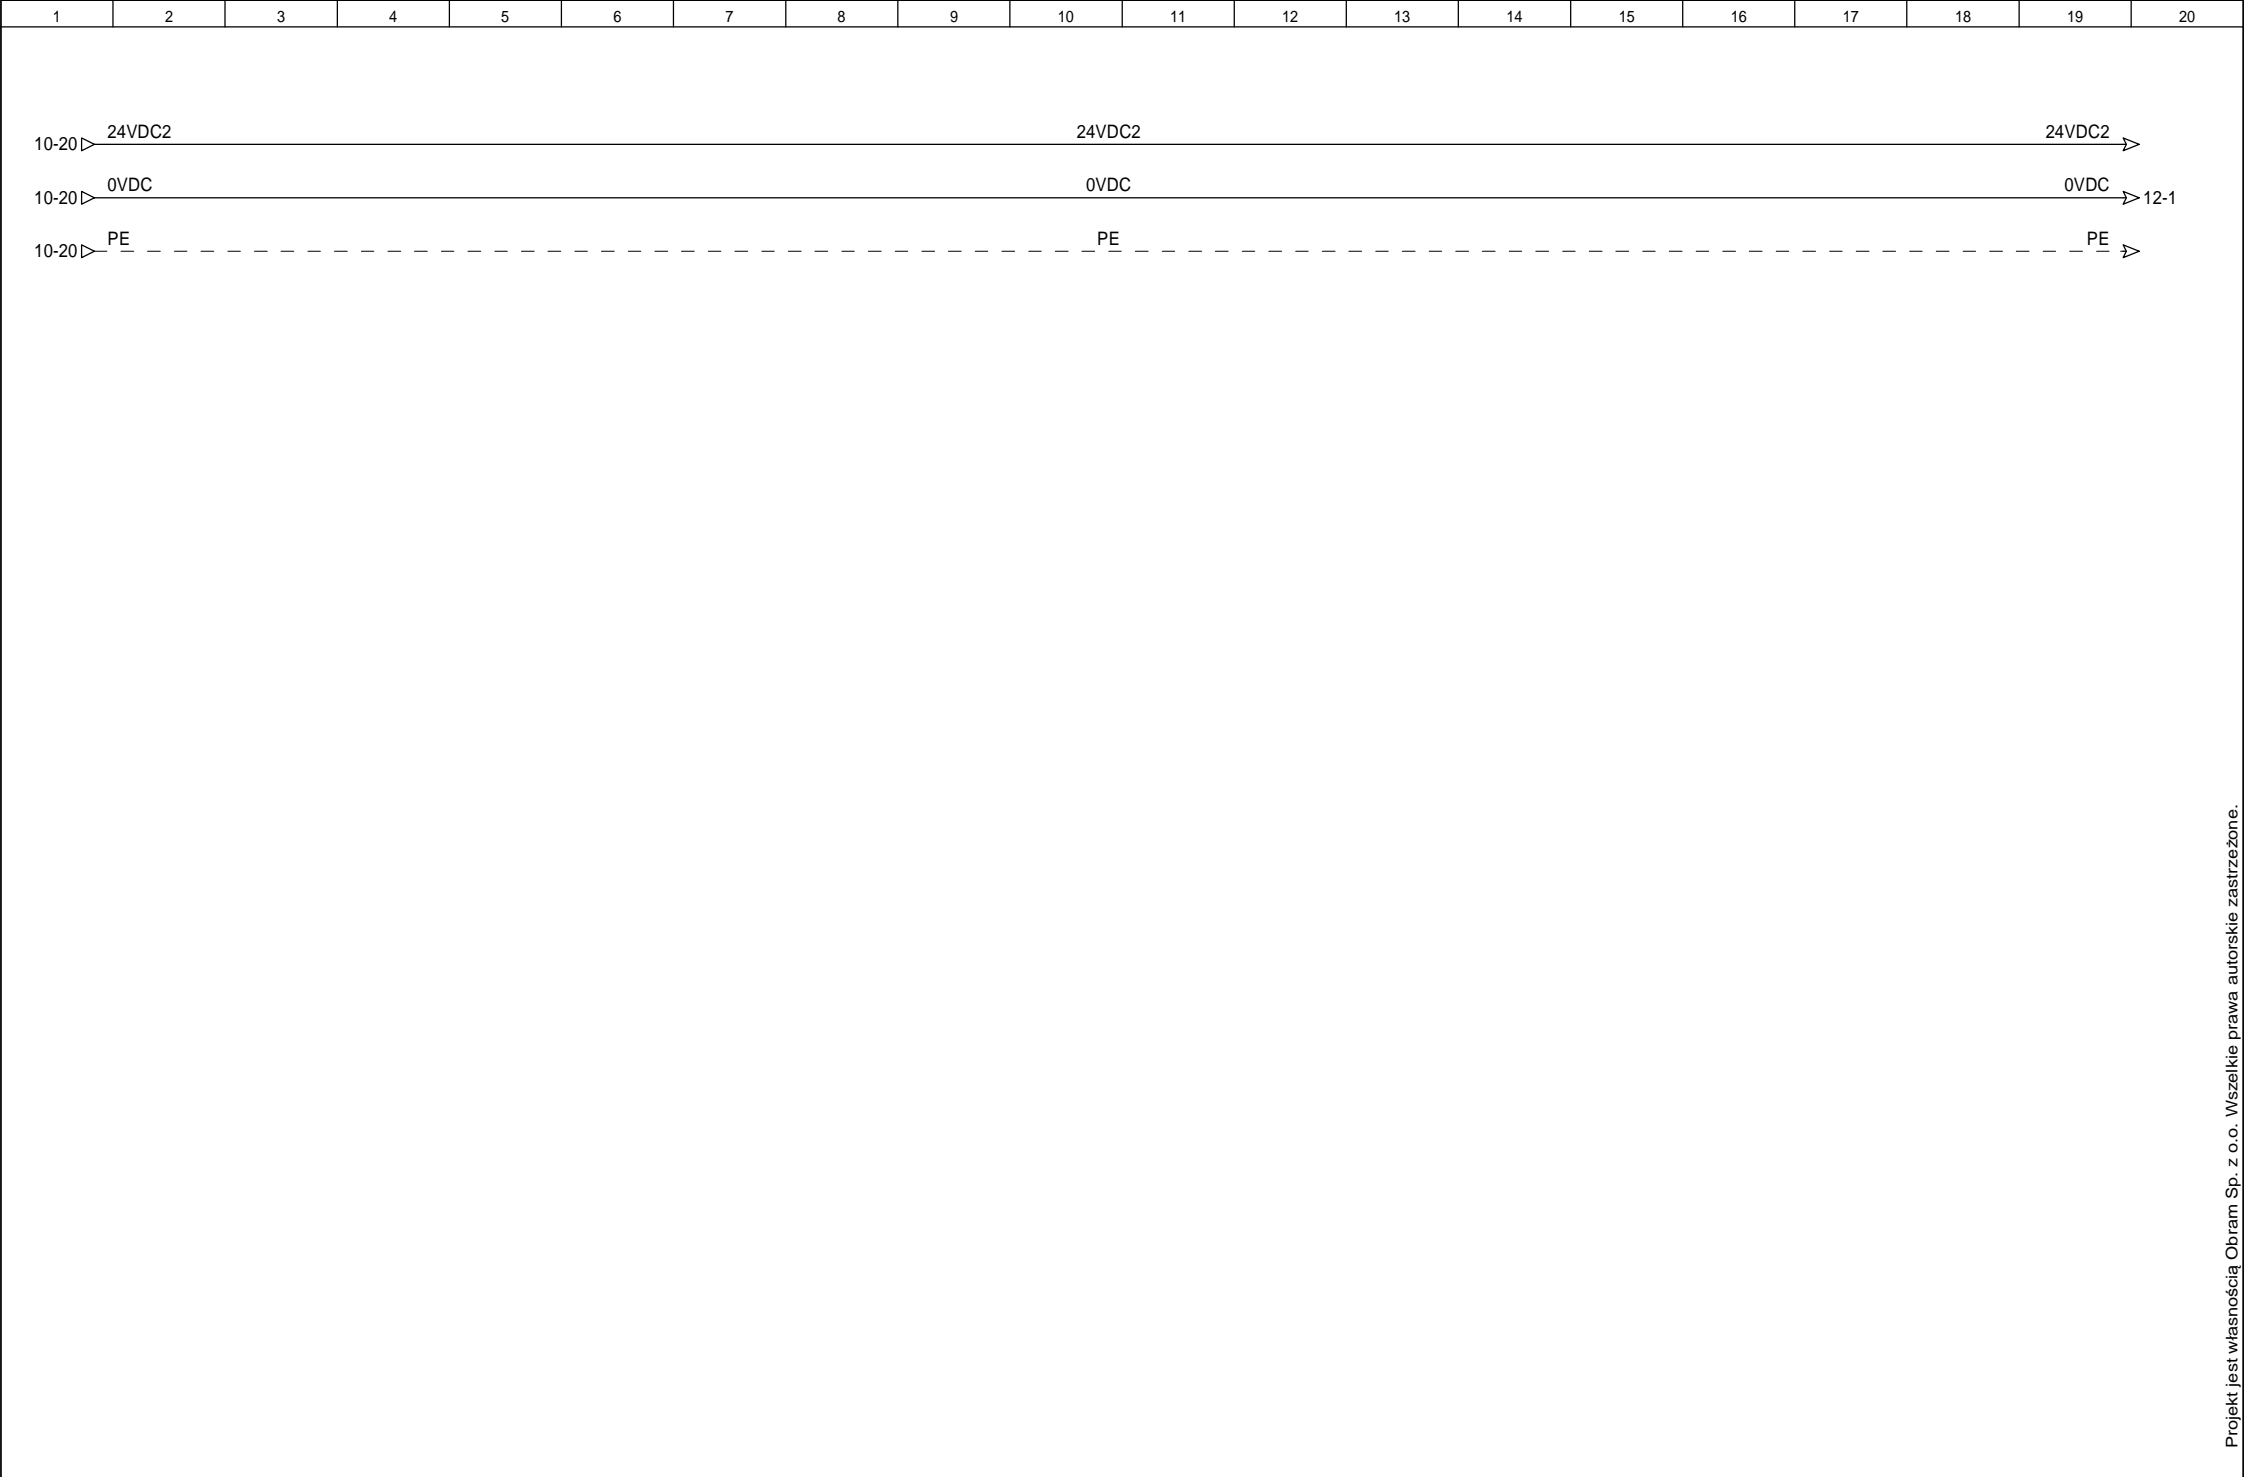 1 2 3 4 5 6 7 8 9 10 11 12 13 14 15 16 17 18 19 20
24VDC2 24VDC2 24VDC2
10-20
0VDC 0VDC 0VDC
10-20 12-1
PE PE PE
10-20
Projekt jest własnością Obram Sp. z o.o. Wszelkie prawa autorskie zastrzeżone.